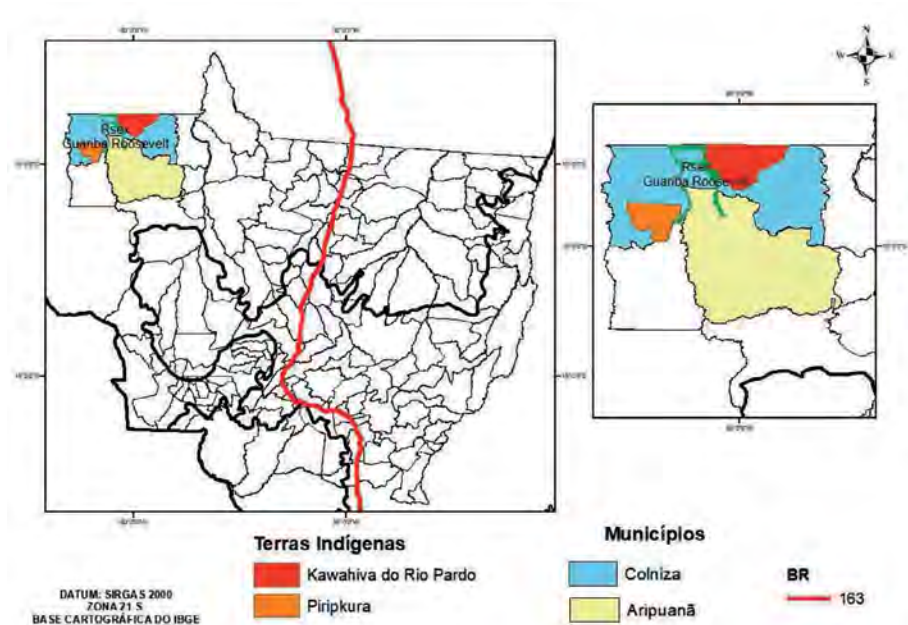 N
W E
S
Rsex
Guariba Roosevelt
Rsex
Guariba Roosevelt
Terras Indígenas
Kawahiva do Rio Pardo
Piripkura
Municípios
Colniza
Aripuanã
BR
163
DATUM: SIRGAS 2000
ZONA 21 S
BASE CARTOGRÁFICA DO IBGE